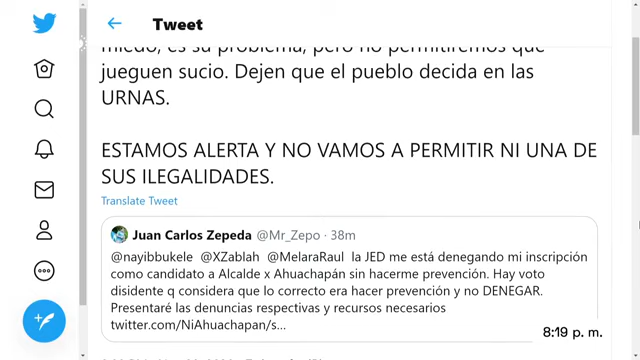 Tweet
miedo, es su problema, pero no permitiremos que
jueguen sucio. Dejen que el pueblo decida en las
URNAS.
ESTAMOS ALERTA Y NO VAMOS A PERMITIR NI UNA DE
SUS ILEGALIDADES.
Translate Tweet
Juan Carlos Zepeda @Mr_Zepo · 38m
@nayibbukele @XZablah @MelaraRaul la JED me está denegando mi inscripción
como candidato a Alcalde x Ahuachapán sin hacerme prevención. Hay voto
disidente q considera que lo correcto era hacer prevención y no DENEGAR.
Presentaré las denuncias respectivas y recursos necesarios
twitter.com/NiAhuachapan/s...
8:19 p. m.